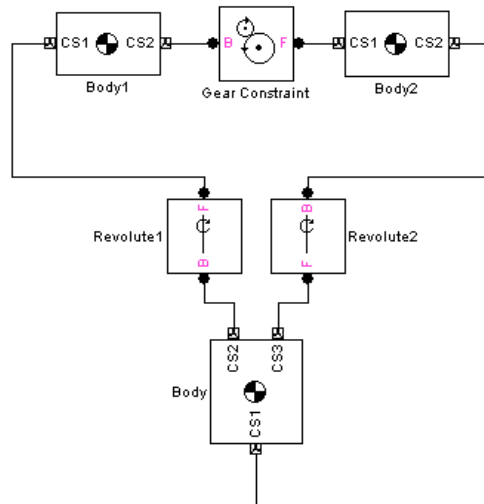 CS1 CS2 B F CS1 CS2
Body1 Gear Constraint Body2
F B
Revolute1 Revolute2
B F
CS2 CS3
Body
CS1